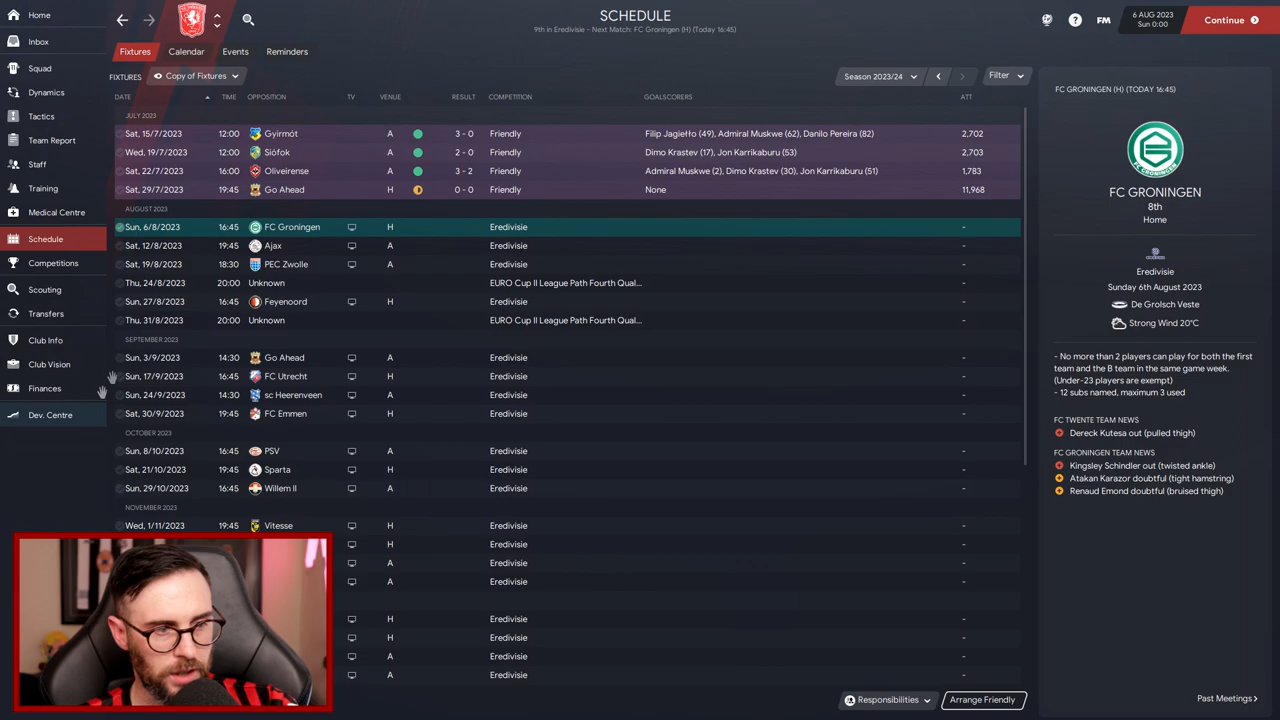 Home
SCHEDULE
9th in Eredivisie - Next Match: FC Groningen (H) (Today 16:45)
FM
6 AUG 2023
Sun 0:00
Continue
Inbox
Squad
Dynamics
Tactics
Team Report
Staff
Training
Medical Centre
Schedule
Competitions
Scouting
Transfers
Club Info
Club Vision
Finances
Dev. Centre
Fixtures Calendar Events Reminders
FIXTURES Copy of Fixtures Season 2023/24 Filter
DATE TIME OPPOSITION TV VENUE RESULT COMPETITION GOALSCORERS ATT
JULY 2023
Sat, 15/7/2023 12:00 Gyirmót A 3 - 0 Friendly Filip Jagiełło (49), Admiral Muskwe (62), Danilo Pereira (82) 2,702
Wed, 19/7/2023 12:00 Siófok A Friendly Dimo Krastev (17), Jon Karrikaburu (53) 2,703
Sat, 22/7/2023 16:00 Oliveirense A Friendly Admiral Muskwe (2), Dimo Krastev (30), Jon Karrikaburu (51) 1,783
Sat, 29/7/2023 19:45 Go Ahead H 0 - 0 Friendly None 11,968
AUGUST 2023
Sun, 6/8/2023 16:45 FC Groningen H Eredivisie -
Sat, 12/8/2023 19:45 Ajax A Eredivisie -
Sat, 19/8/2023 18:30 PEC Zwolle A Eredivisie -
Thu, 24/8/2023 20:00 Unknown EURO Cup II League Path Fourth Qual... -
Sun, 27/8/2023 16:45 Feyenoord H Eredivisie -
Thu, 31/8/2023 20:00 Unknown EURO Cup II League Path Fourth Qual... -
SEPTEMBER 2023
Sun, 3/9/2023 14:30 Go Ahead A Eredivisie -
Sun, 17/9/2023 16:45 FC Utrecht H Eredivisie -
Sun, 24/9/2023 14:30 sc Heerenveen A Eredivisie -
Sat, 30/9/2023 19:45 FC Emmen H Eredivisie -
OCTOBER 2023
Sun, 8/10/2023 16:45 PSV A Eredivisie -
Sat, 21/10/2023 19:45 Sparta H Eredivisie -
Sun, 29/10/2023 16:45 Willem II A Eredivisie -
NOVEMBER 2023
Wed, 1/11/2023 19:45 Vitesse H Eredivisie -
H Eredivisie -
A Eredivisie -
A Eredivisie -
H Eredivisie -
H Eredivisie -
A Eredivisie -
A Eredivisie -
Responsibilities Arrange Friendly
FC GRONINGEN (H) (TODAY 16:45)
FC GRONINGEN
8th
Home
Eredivisie
Sunday 6th August 2023
De Grolsch Veste
Strong Wind 20°C
- No more than 2 players can play for both the first
team and the B team in the same game week.
(Under-23 players are exempt)
- 12 subs named, maximum 3 used
FC TWENTE TEAM NEWS
Dereck Kutesa out (pulled thigh)
FC GRONINGEN TEAM NEWS
Kingsley Schindler out (twisted ankle)
Atakan Karazor doubtful (tight hamstring)
Renaud Emond doubtful (bruised thigh)
Past Meetings